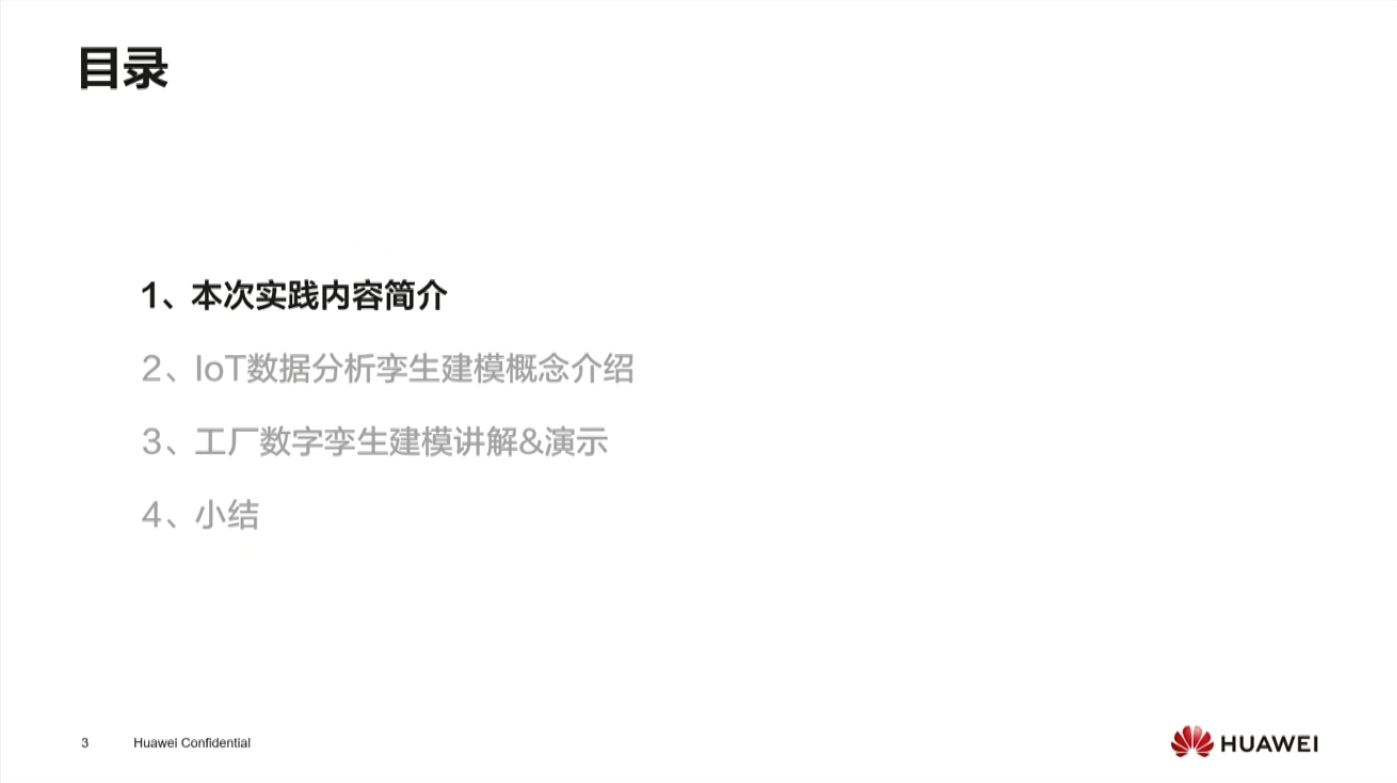 目录
1、本次实践内容简介
2、IoT数据分析孪生建模概念介绍
3、工厂数字孪生建模讲解&演示
4、小结
3 Huawei Confidential
HUAWEI